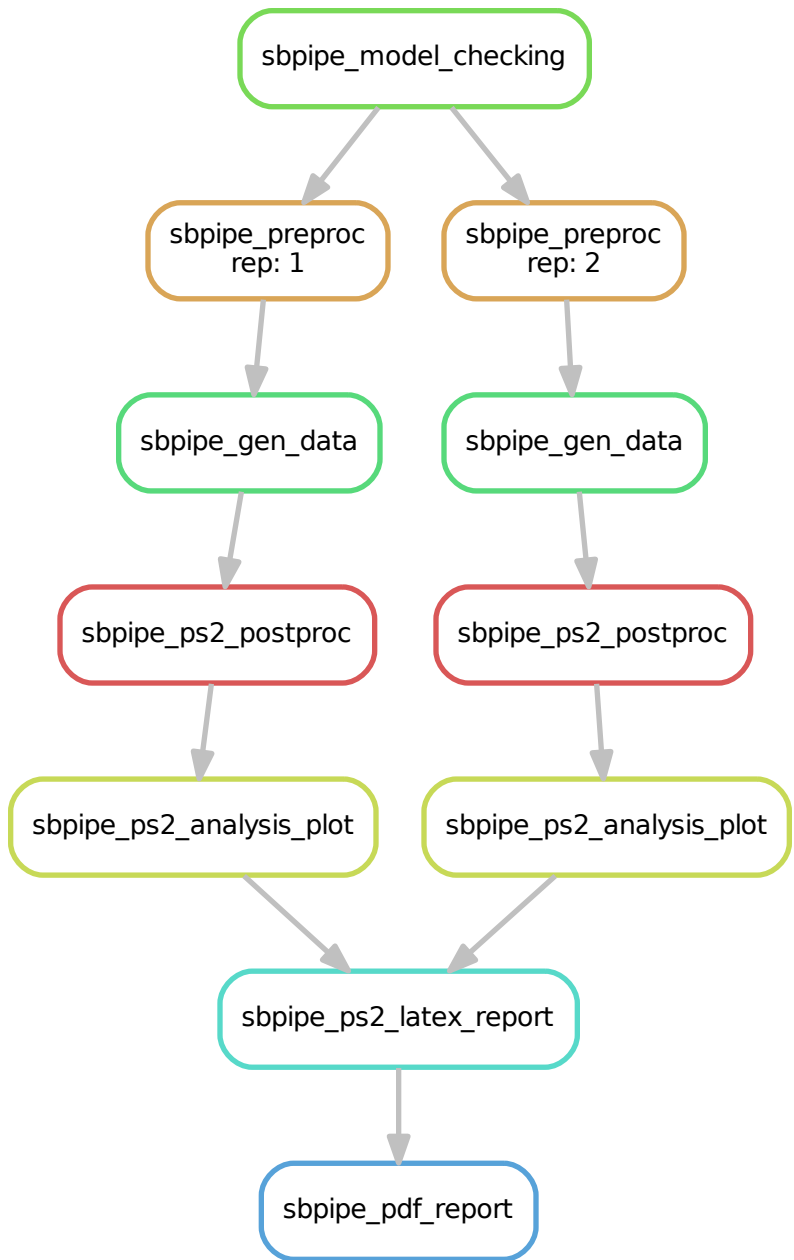 sbpipe_model_checking
sbpipe_preproc
rep: 1
sbpipe_preproc
rep: 2
sbpipe_gen_data
sbpipe_gen_data
sbpipe_ps2_postproc
sbpipe_ps2_postproc
sbpipe_ps2_analysis_plot
sbpipe_ps2_analysis_plot
sbpipe_ps2_latex_report
sbpipe_pdf_report